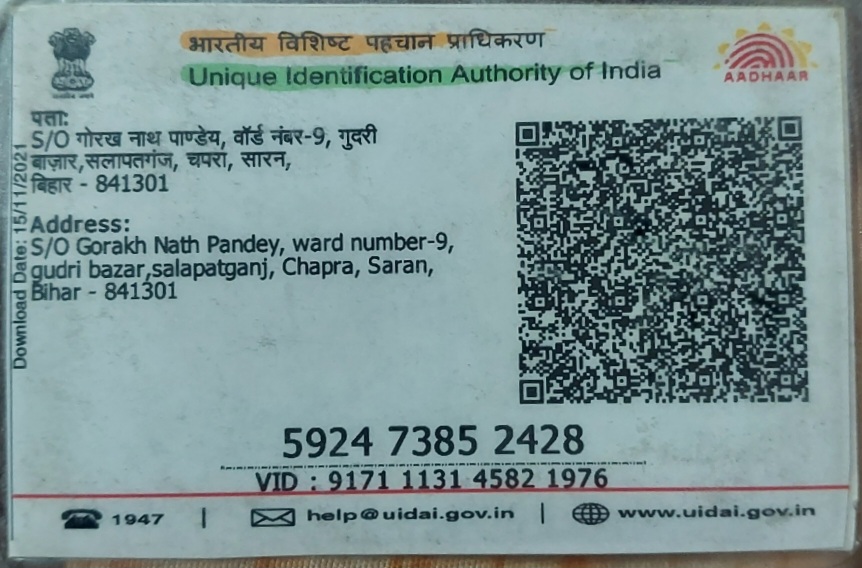 भारतीय विशिष्ट पहचान प्राधिकरण
Unique Identification Authority of India
AADHAAR
पता:
S/O गोरख नाथ पाण्डेय, वॉर्ड नंबर-9, गुदरी
बाज़ार,सलापतगंज, चपरा, सारन,
बिहार - 841301
Address:
S/O Gorakh Nath Pandey, ward number-9,
gudri bazar,salapatganj, Chapra, Saran,
Bihar - 841301
Download Date: 15/11/2021
5924 7385 2428
VID : 9171 1131 4582 1976
1947 | help@uidai.gov.in | www.uidai.gov.in